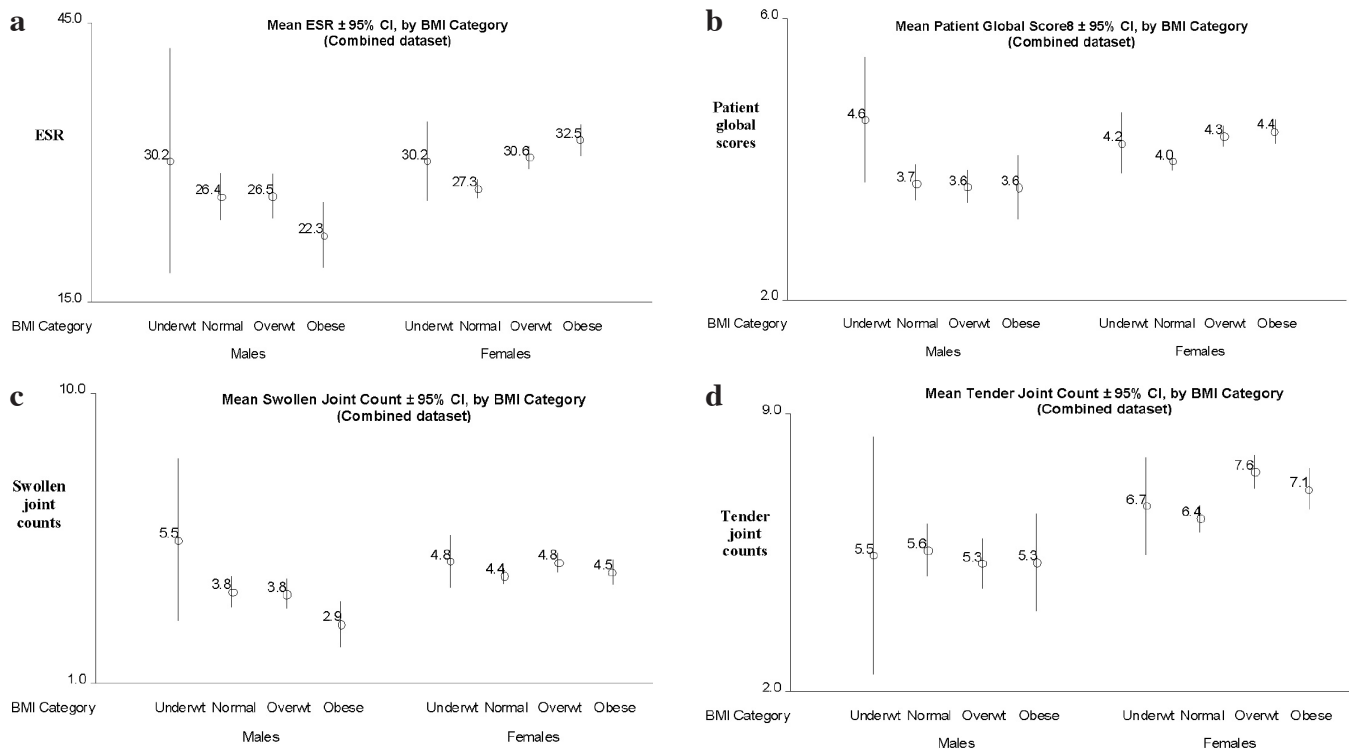 a
Mean ESR ± 95% CI, by BMI Category
(Combined dataset)
45.0
ESR
30.2
26.4
26.5
22.3
30.2
27.3
30.6
32.5
15.0
BMI Category Underwt Normal Overwt Obese Underwt Normal Overwt Obese
Males Females
b
Mean Patient Global Score8 ± 95% CI, by BMI Category
(Combined dataset)
6.0
Patient
global
scores
4.6
3.7
3.6
3.6
4.2
4.0
4.3
4.4
2.0
BMI Category Underwt Normal Overwt Obese Underwt Normal Overwt Obese
Males Females
c
Mean Swollen Joint Count ± 95% CI, by BMI Category
(Combined dataset)
10.0
Swollen
joint
counts
5.5
3.8
3.8
2.9
4.8
4.4
4.8
4.5
1.0
BMI Category Underwt Normal Overwt Obese Underwt Normal Overwt Obese
Males Females
d
Mean Tender Joint Count ± 95% CI, by BMI Category
(Combined dataset)
9.0
Tender
joint
counts
5.5
5.6
5.3
5.3
6.7
6.4
7.6
7.1
2.0
BMI Category Underwt Normal Overwt Obese Underwt Normal Overwt Obese
Males Females